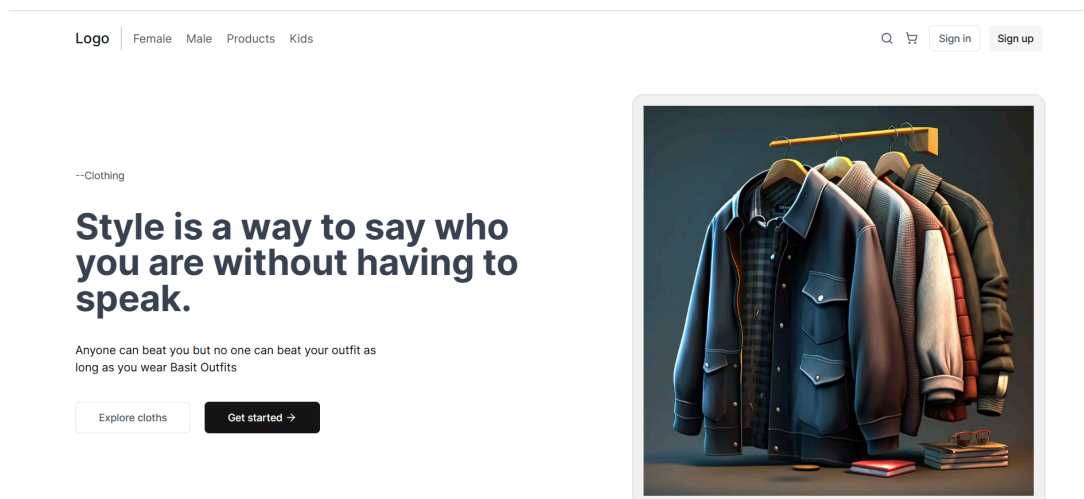 Logo
Female Male Products Kids
Sign in
Sign up
--Clothing
Style is a way to say who
you are without having to
speak.
Anyone can beat you but no one can beat your outfit as
long as you wear Basit Outfits
Explore cloths
Get started →